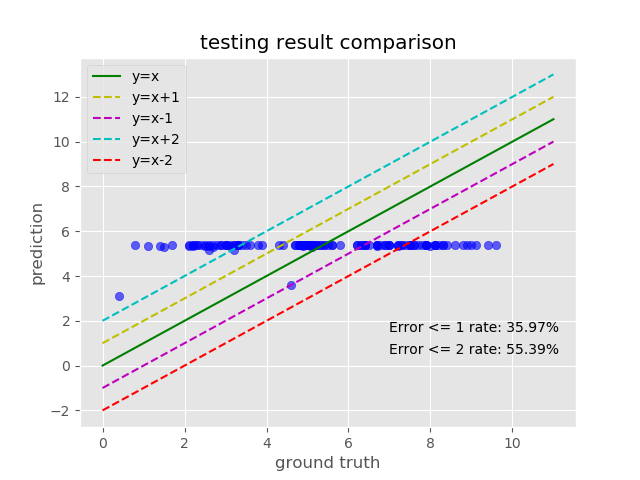 testing result comparison
y=x
y=x+1
y=x-1
y=x+2
y=x-2
12
10
8
6
4
2
0
−2
prediction
Error <= 1 rate: 35.97%
Error <= 2 rate: 55.39%
0
2
4
6
8
10
ground truth